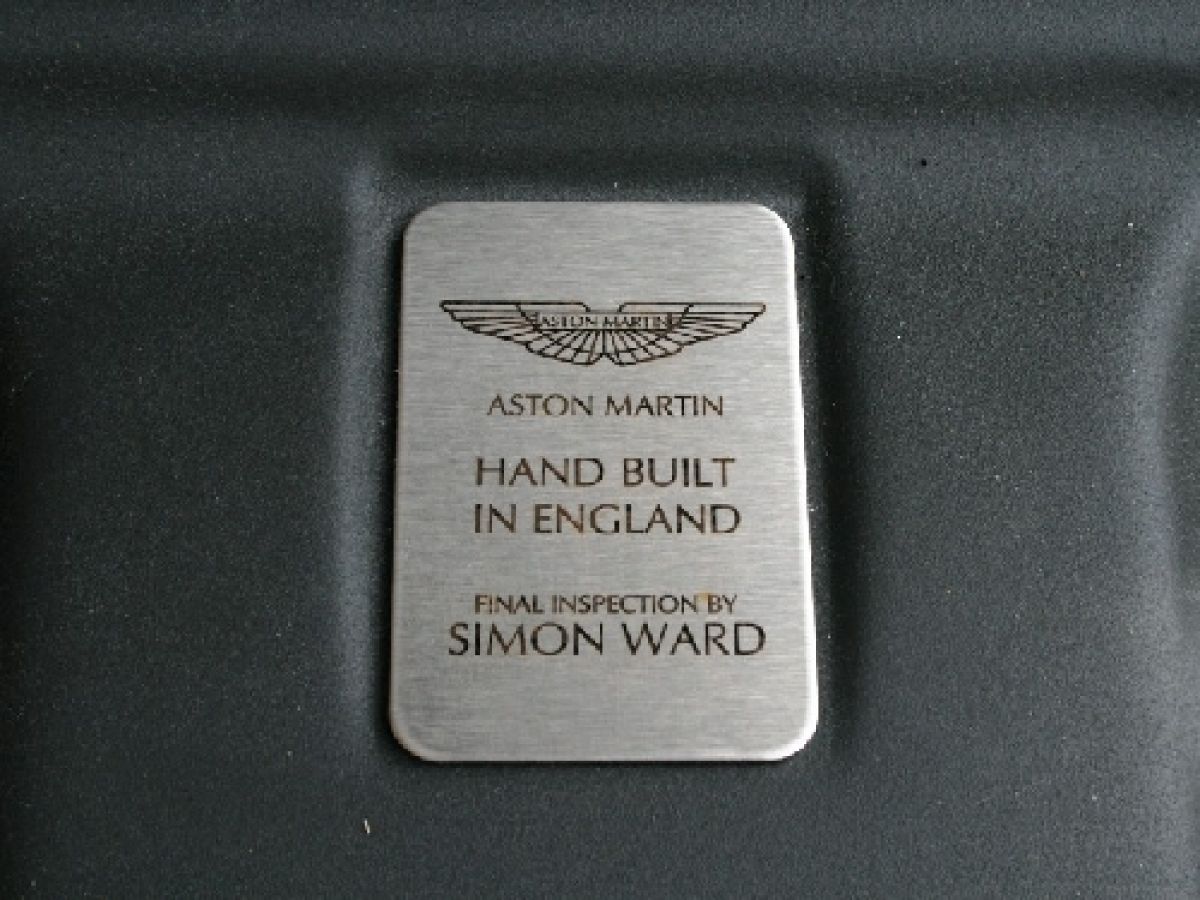 ASTON MARTIN
ASTON MARTIN
HAND BUILT
IN ENGLAND
FINAL INSPECTION BY
SIMON WARD